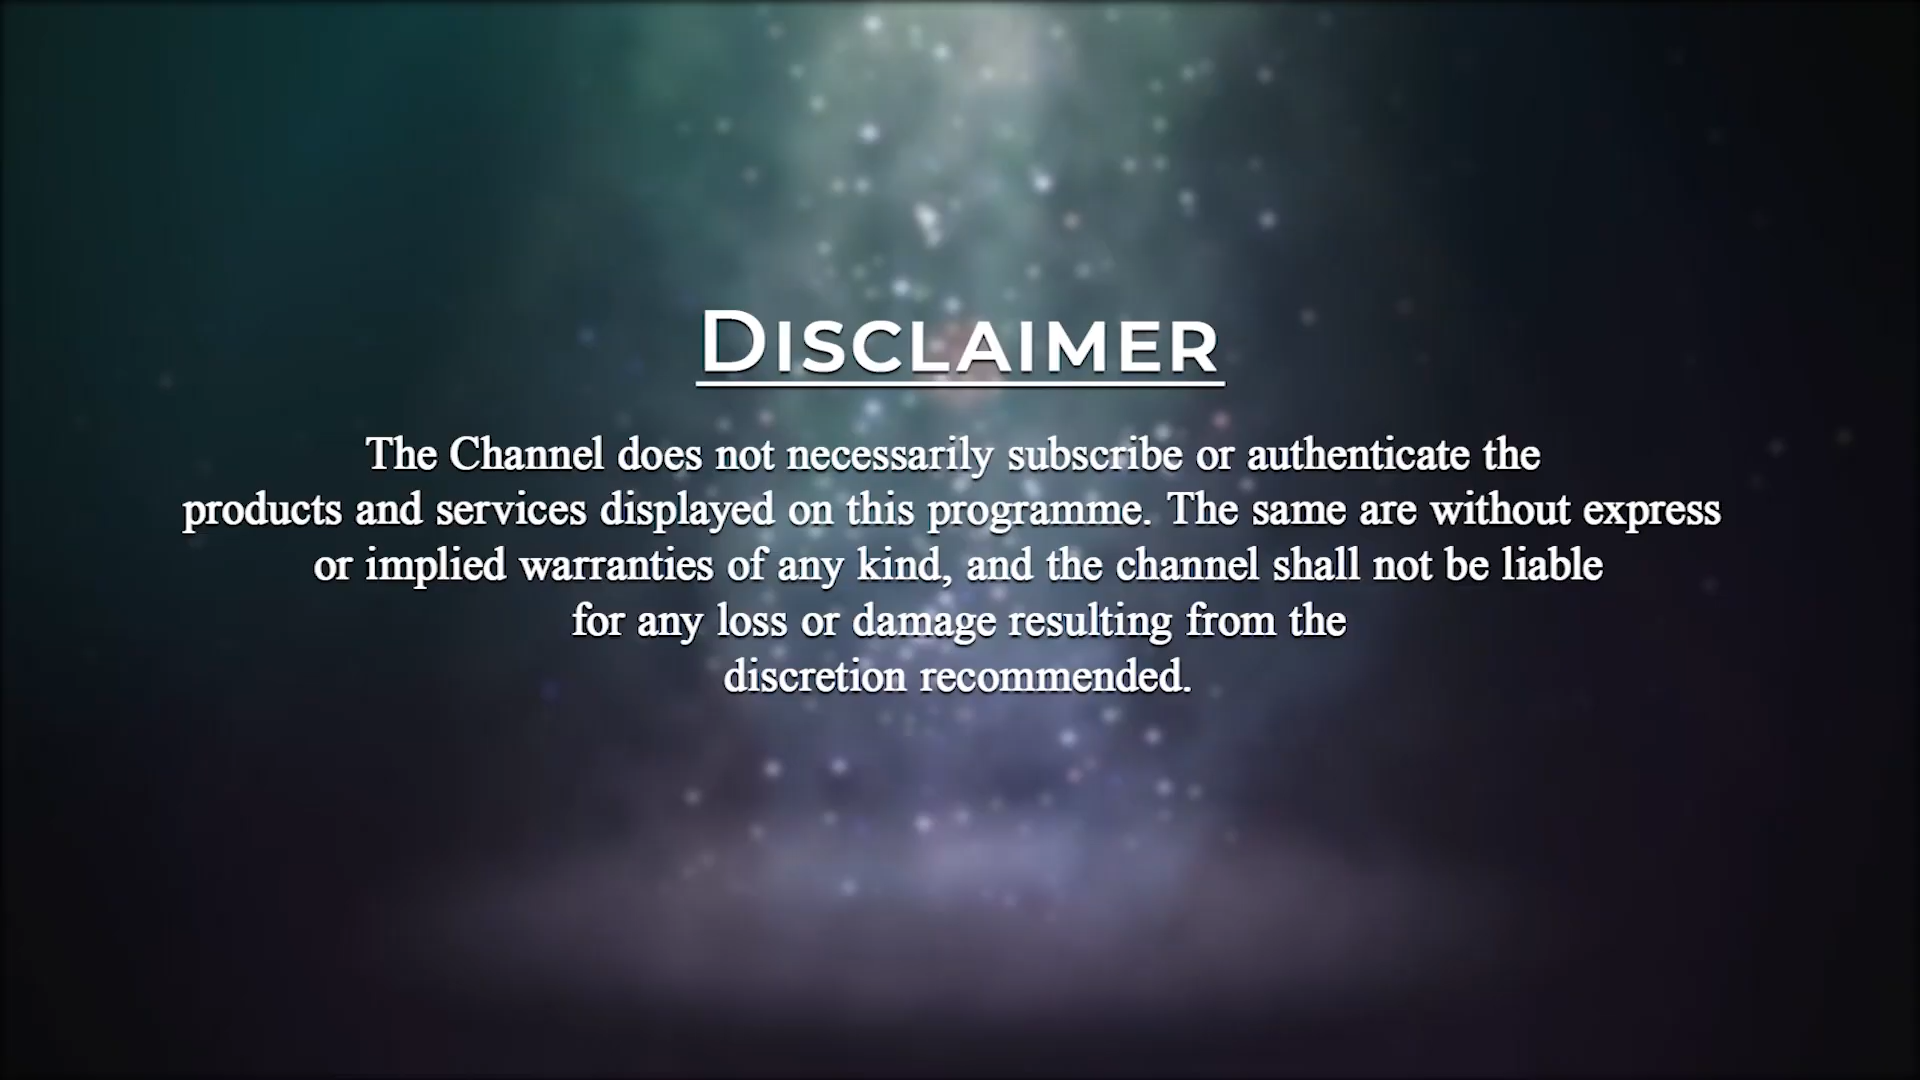 DISCLAIMER
The Channel does not necessarily subscribe or authenticate the
products and services displayed on this programme. The same are without express
or implied warranties of any kind, and the channel shall not be liable
for any loss or damage resulting from the
discretion recommended.